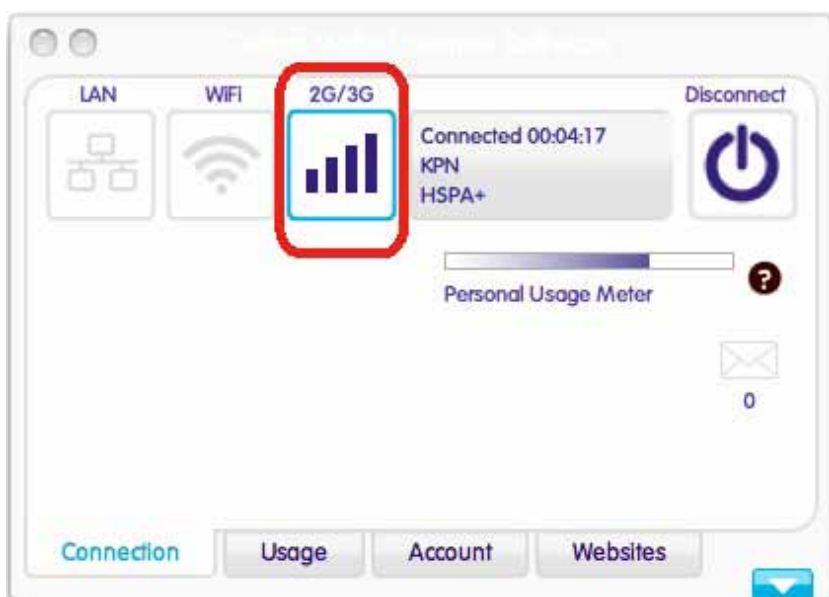 LAN WiFi 2G/3G Disconnect
Connected 00:04:17
KPN
HSPA+
?
Personal Usage Meter
0
Connection Usage Account Websites